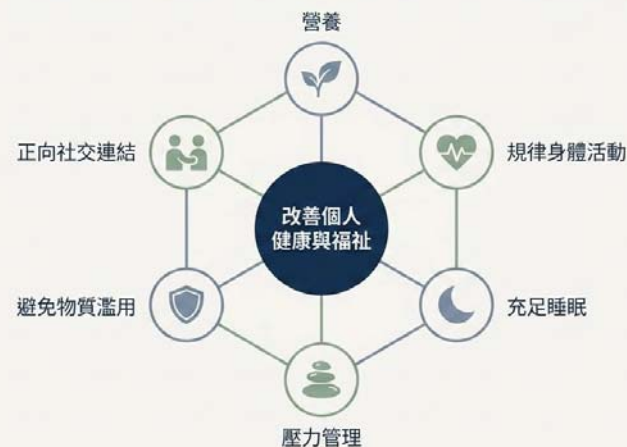 營養
正向社交連結
規律身體活動
改善個人
健康與福祉
避免物質濫用
充足睡眠
壓力管理